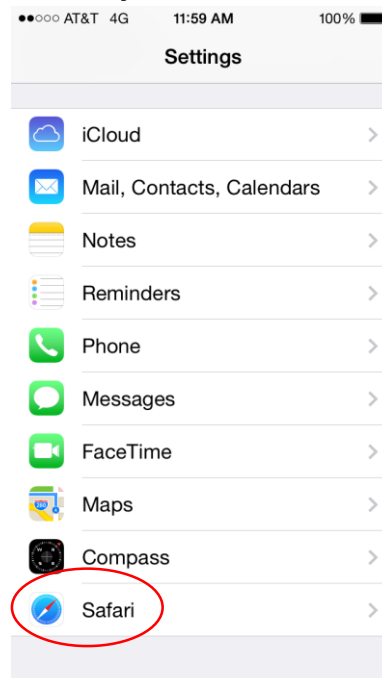 AT&T 4G 11:59 AM 100%
Settings
iCloud
Mail, Contacts, Calendars
Notes
Reminders
Phone
Messages
FaceTime
Maps
Compass
Safari